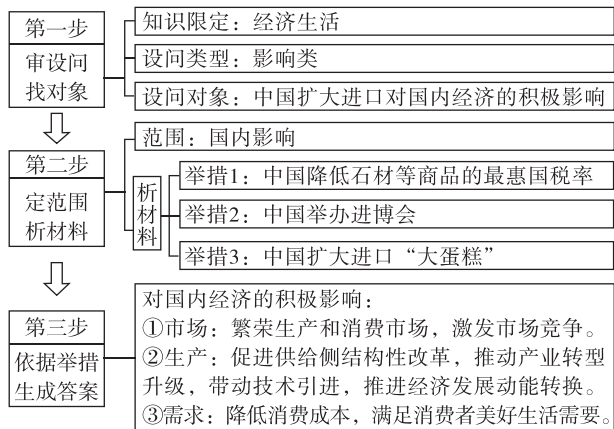 第一步
审设问
找对象
知识限定：经济生活
设问类型：影响类
设问对象：中国扩大进口对国内经济的积极影响
第二步
定范围
析材料
范围：国内影响
析材料
举措1：中国降低石材等商品的最惠国税率
举措2：中国举办进博会
举措3：中国扩大进口“大蛋糕”
第三步
依据举措
生成答案
对国内经济的积极影响：
①市场：繁荣生产和消费市场，激发市场竞争。
②生产：促进供给侧结构性改革，推动产业转型
升级，带动技术引进，推进经济发展动能转换。
③需求：降低消费成本，满足消费者美好生活需要。